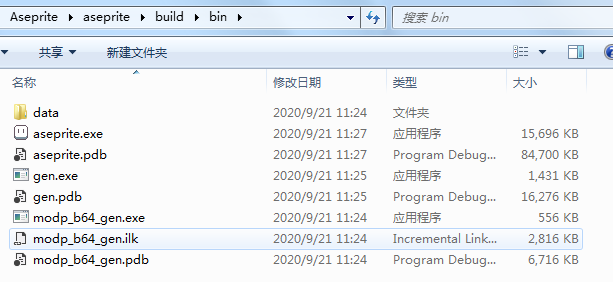 Aseprite ▸ aseprite ▸ build ▸ bin ▸ 搜索 bin
共享 ▾ 新建文件夹
名称 修改日期 类型 大小
data 2020/9/21 11:24 文件夹
aseprite.exe 2020/9/21 11:27 应用程序 15,696 KB
aseprite.pdb 2020/9/21 11:27 Program Debug... 84,700 KB
gen.exe 2020/9/21 11:25 应用程序 1,431 KB
gen.pdb 2020/9/21 11:25 Program Debug... 16,276 KB
modp_b64_gen.exe 2020/9/21 11:24 应用程序 556 KB
modp_b64_gen.ilk 2020/9/21 11:24 Incremental Link... 2,816 KB
modp_b64_gen.pdb 2020/9/21 11:24 Program Debug... 6,716 KB